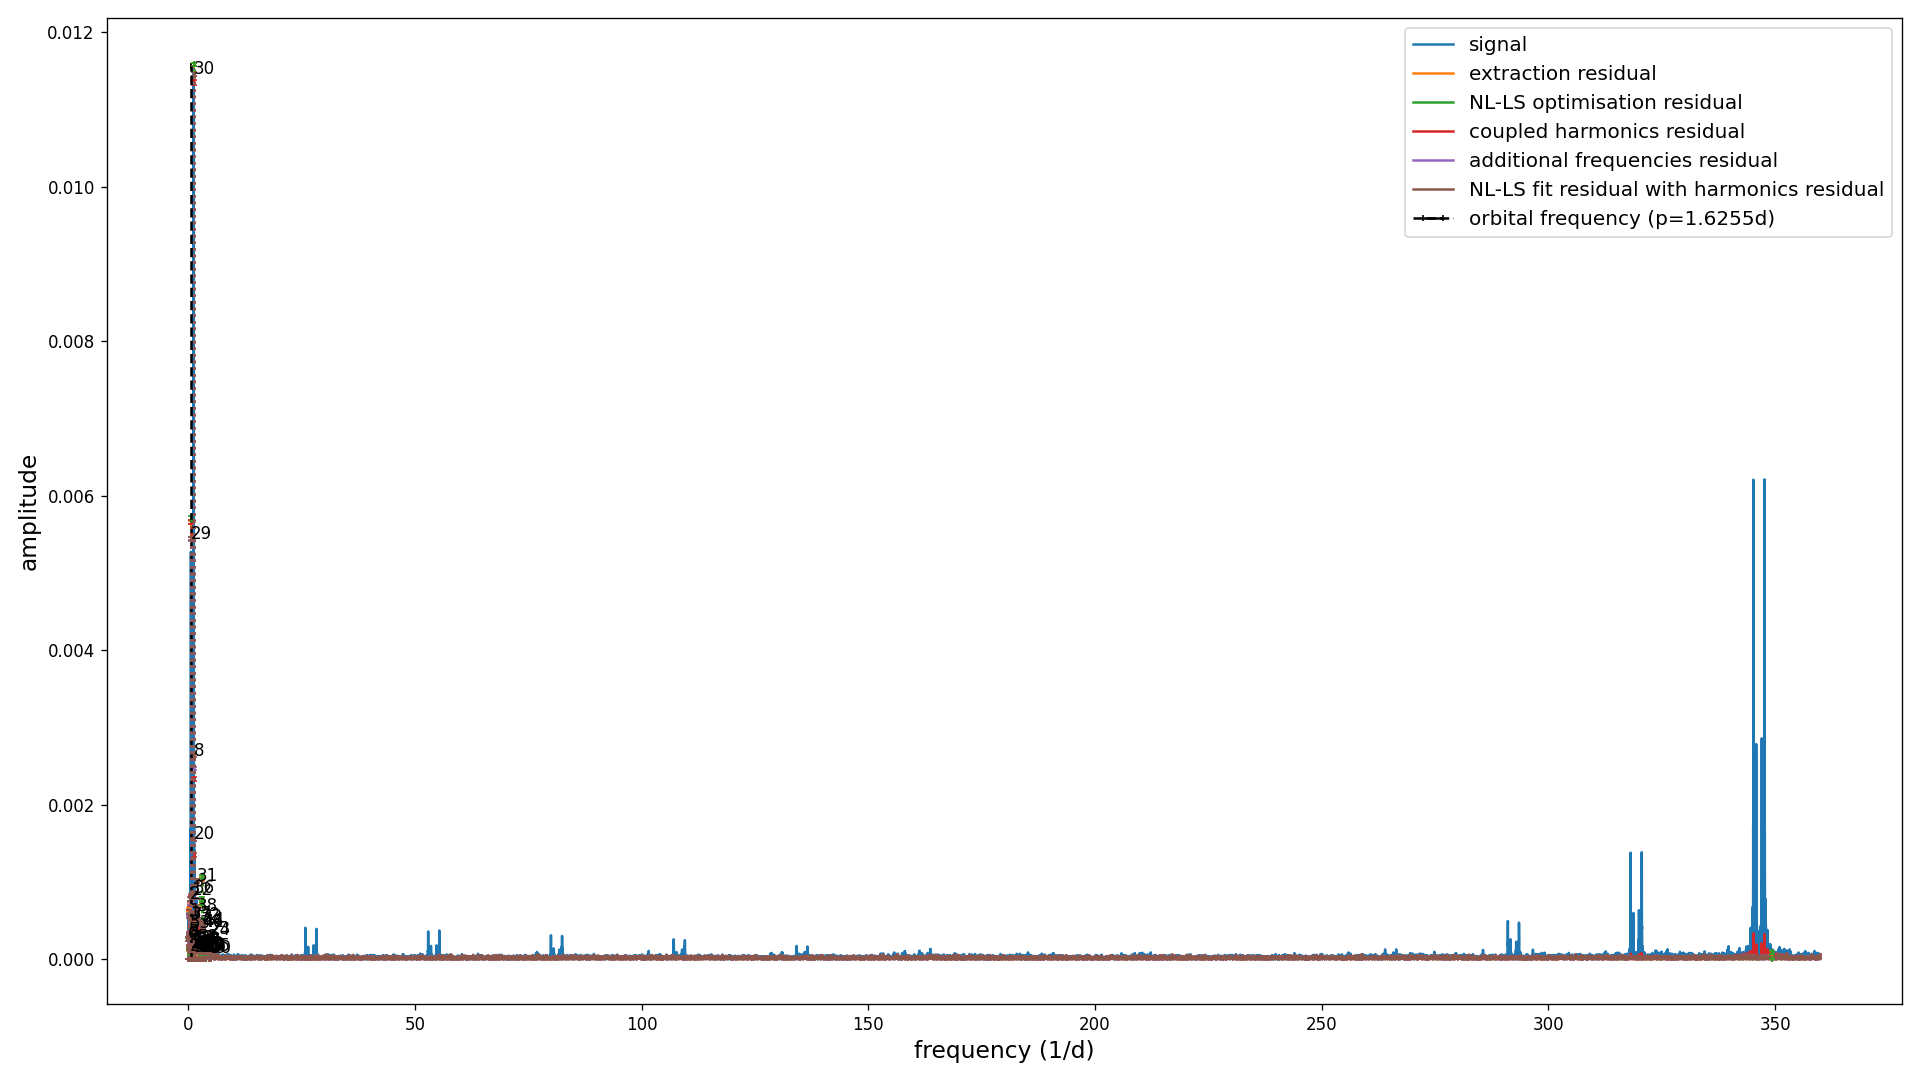 0.012
0.010
0.008
0.006
0.004
0.002
0.000
amplitude
0
50
100
150
200
250
300
350
frequency (1/d)
signal
extraction residual
NL-LS optimisation residual
coupled harmonics residual
additional frequencies residual
NL-LS fit residual with harmonics residual
orbital frequency (p=1.6255d)
30
29
8
20
31